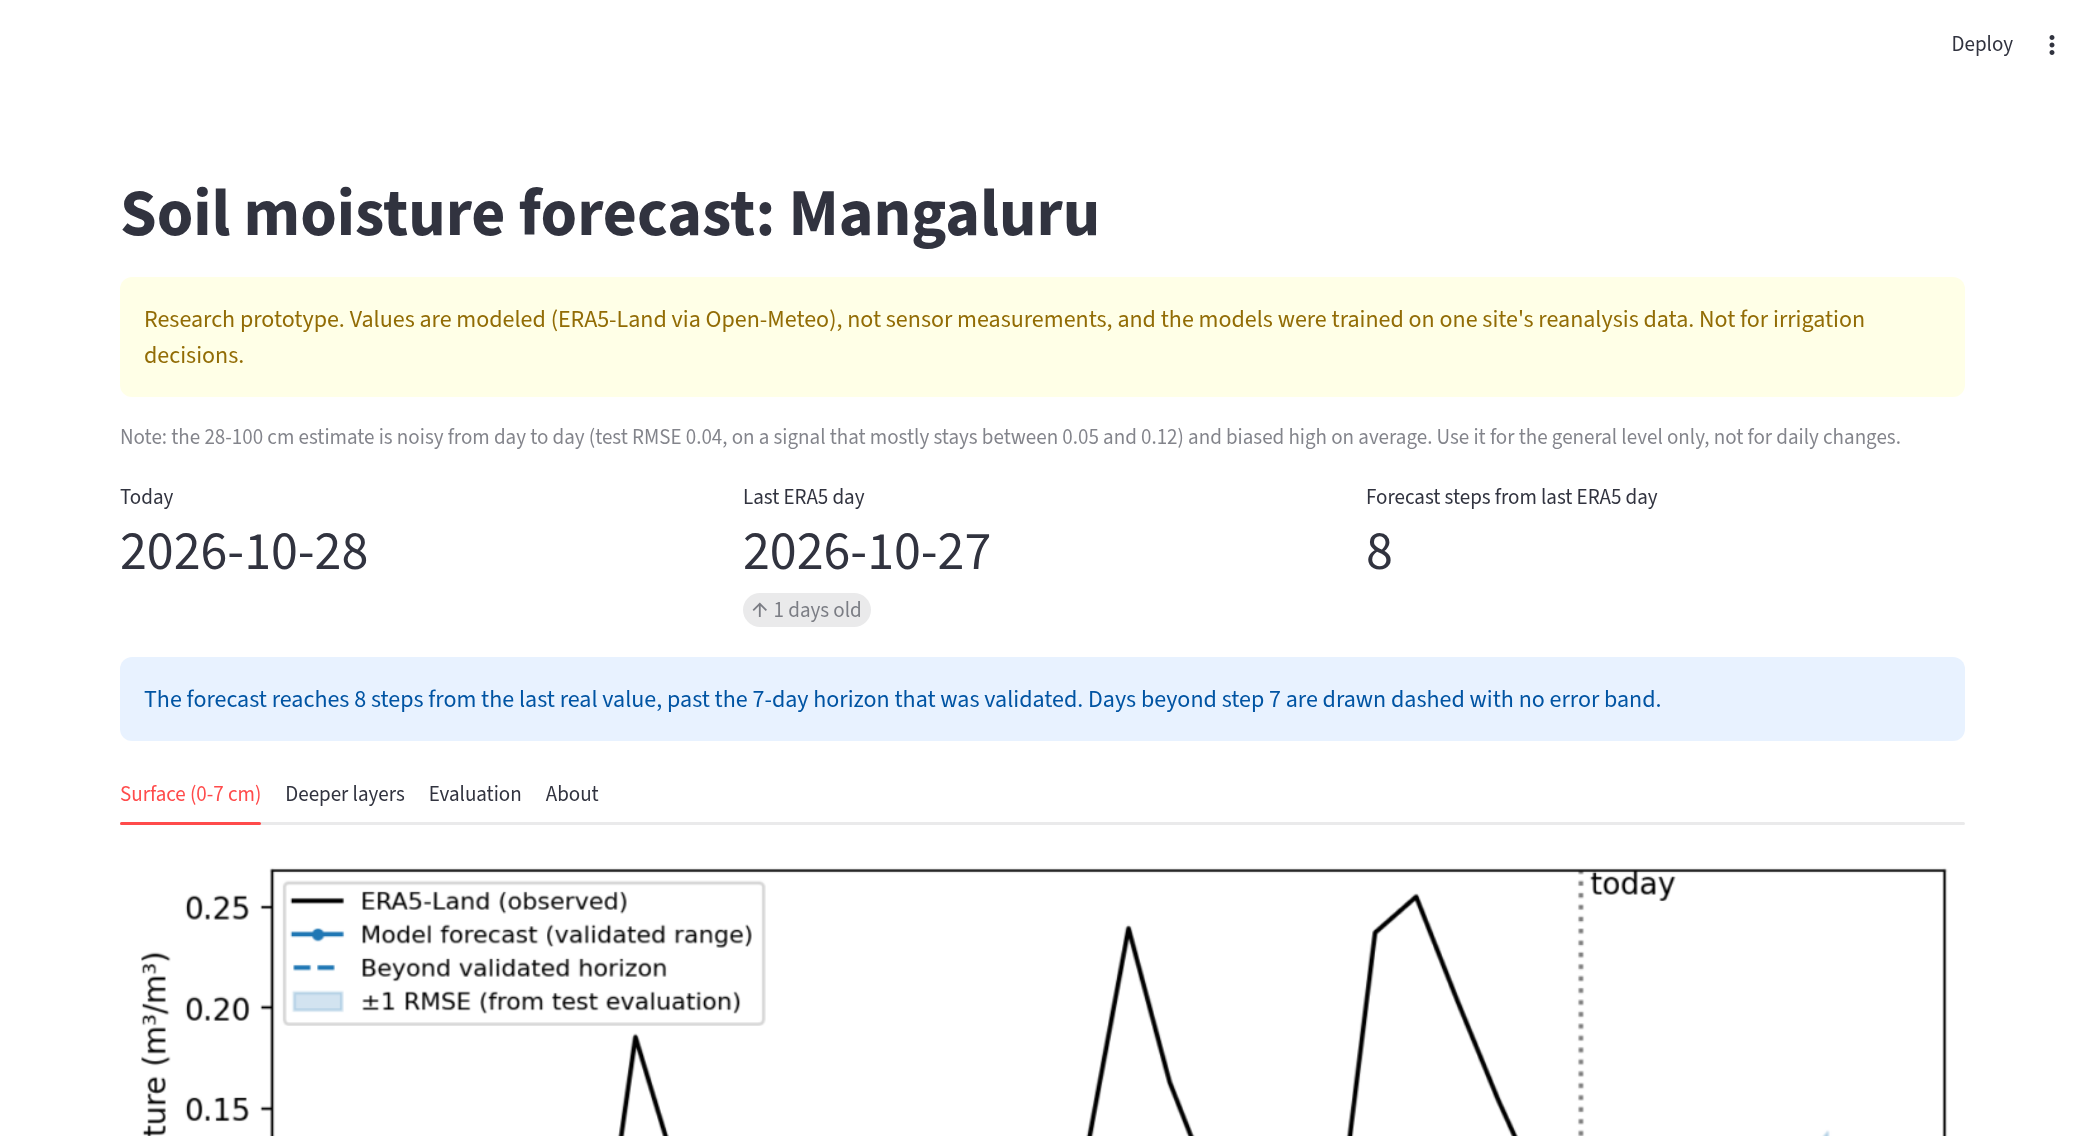 Deploy
Soil moisture forecast: Mangaluru
Research prototype. Values are modeled (ERA5-Land via Open-Meteo), not sensor measurements, and the models were trained on one site's reanalysis data. Not for irrigation
decisions.
Note: the 28-100 cm estimate is noisy from day to day (test RMSE 0.04, on a signal that mostly stays between 0.05 and 0.12) and biased high on average. Use it for the general level only, not for daily changes.
Today
2026-10-28
Last ERA5 day
2026-10-27
↑ 1 days old
Forecast steps from last ERA5 day
8
The forecast reaches 8 steps from the last real value, past the 7-day horizon that was validated. Days beyond step 7 are drawn dashed with no error band.
Surface (0-7 cm) Deeper layers Evaluation About
ERA5-Land (observed)
Model forecast (validated range)
Beyond validated horizon
±1 RMSE (from test evaluation)
today
0.25
0.20
0.15
(m³/m³)